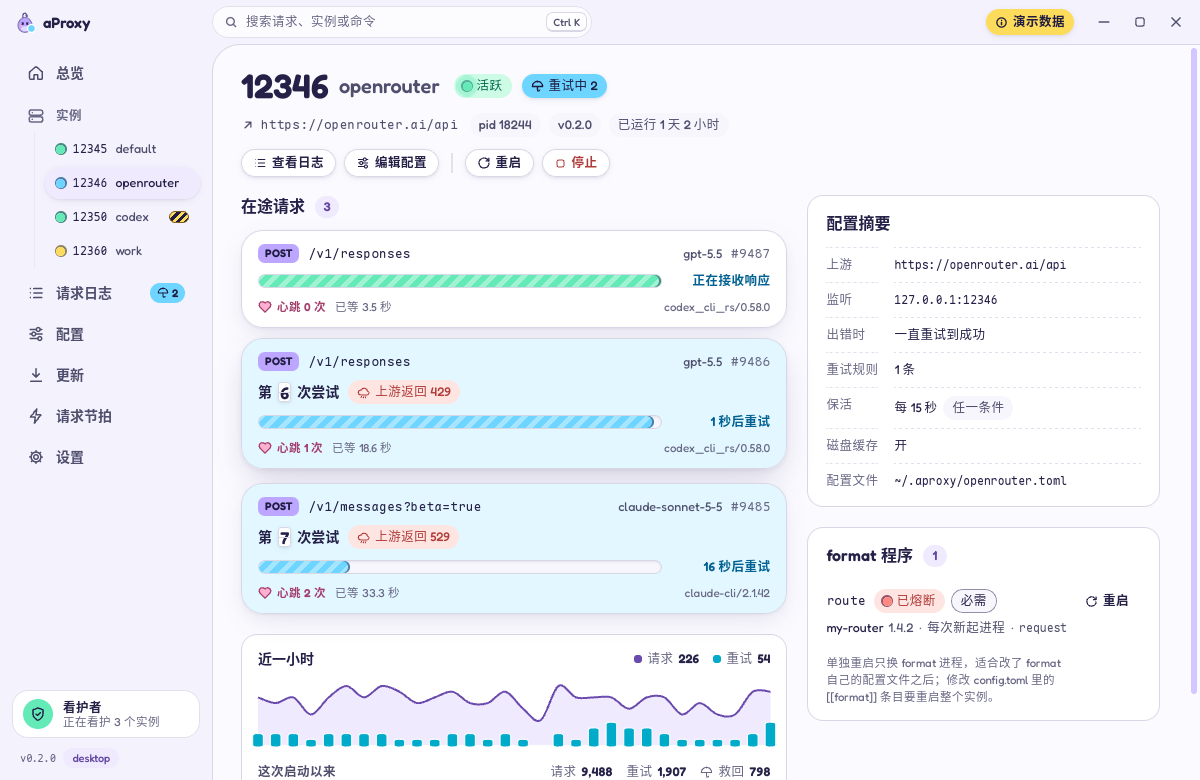 aProxy
搜索请求、实例或命令
Ctrl K
演示数据
总览
实例
12345 default
12346 openrouter
12350 codex
12360 work
请求日志 2
配置
更新
请求节拍
设置
看护者
正在看护 3 个实例
v0.2.0 desktop
12346 openrouter 活跃 重试中 2
https://openrouter.ai/api pid 18244 v0.2.0 已运行 1 天 2 小时
查看日志 编辑配置 重启 停止
在途请求 3
POST /v1/responses gpt-5.5 #9487
正在接收响应
心跳 0 次 已等 3.5 秒 codex_cli_rs/0.58.0
POST /v1/responses gpt-5.5 #9486
第 6 次尝试 上游返回 429
1 秒后重试
心跳 1 次 已等 18.6 秒 codex_cli_rs/0.58.0
POST /v1/messages?beta=true claude-sonnet-5-5 #9485
第 7 次尝试 上游返回 529
16 秒后重试
心跳 2 次 已等 33.3 秒 claude-cli/2.1.42
近一小时 请求 226 重试 54
这次启动以来 请求 9,488 重试 1,907 救回 798
配置摘要
上游 https://openrouter.ai/api
监听 127.0.0.1:12346
出错时 一直重试到成功
重试规则 1 条
保活 每 15 秒 任一条件
磁盘缓存 开
配置文件 ~/.aproxy/openrouter.toml
format 程序 1
route 已熔断 必需 重启
my-router 1.4.2 · 每次新起进程 · request
单独重启只换 format 进程，适合改了 format
自己的配置文件之后；修改 config.toml 里的
[[format]] 条目要重启整个实例。